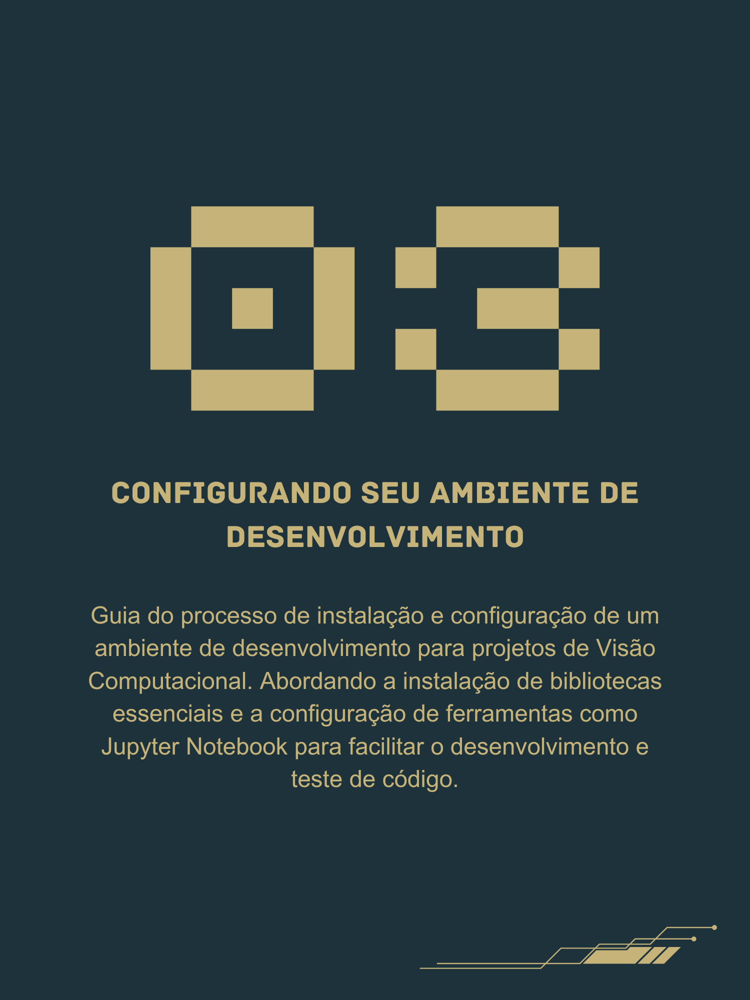 03
CONFIGURANDO SEU AMBIENTE DE
DESENVOLVIMENTO
Guia do processo de instalação e configuração de um
ambiente de desenvolvimento para projetos de Visão
Computacional. Abordando a instalação de bibliotecas
essenciais e a configuração de ferramentas como
Jupyter Notebook para facilitar o desenvolvimento e
teste de código.